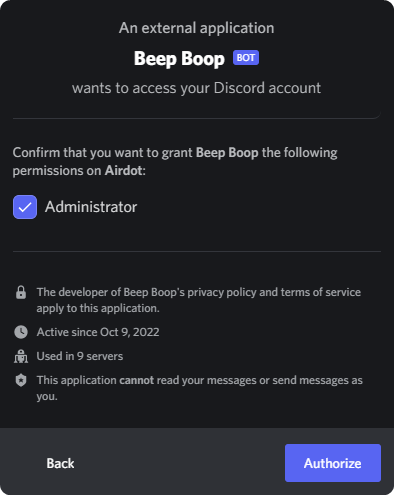 An external application
Beep Boop BOT
wants to access your Discord account
Confirm that you want to grant Beep Boop the following
permissions on Airdot:
Administrator
The developer of Beep Boop's privacy policy and terms of service
apply to this application.
Active since Oct 9, 2022
Used in 9 servers
This application cannot read your messages or send messages as
you.
Back
Authorize